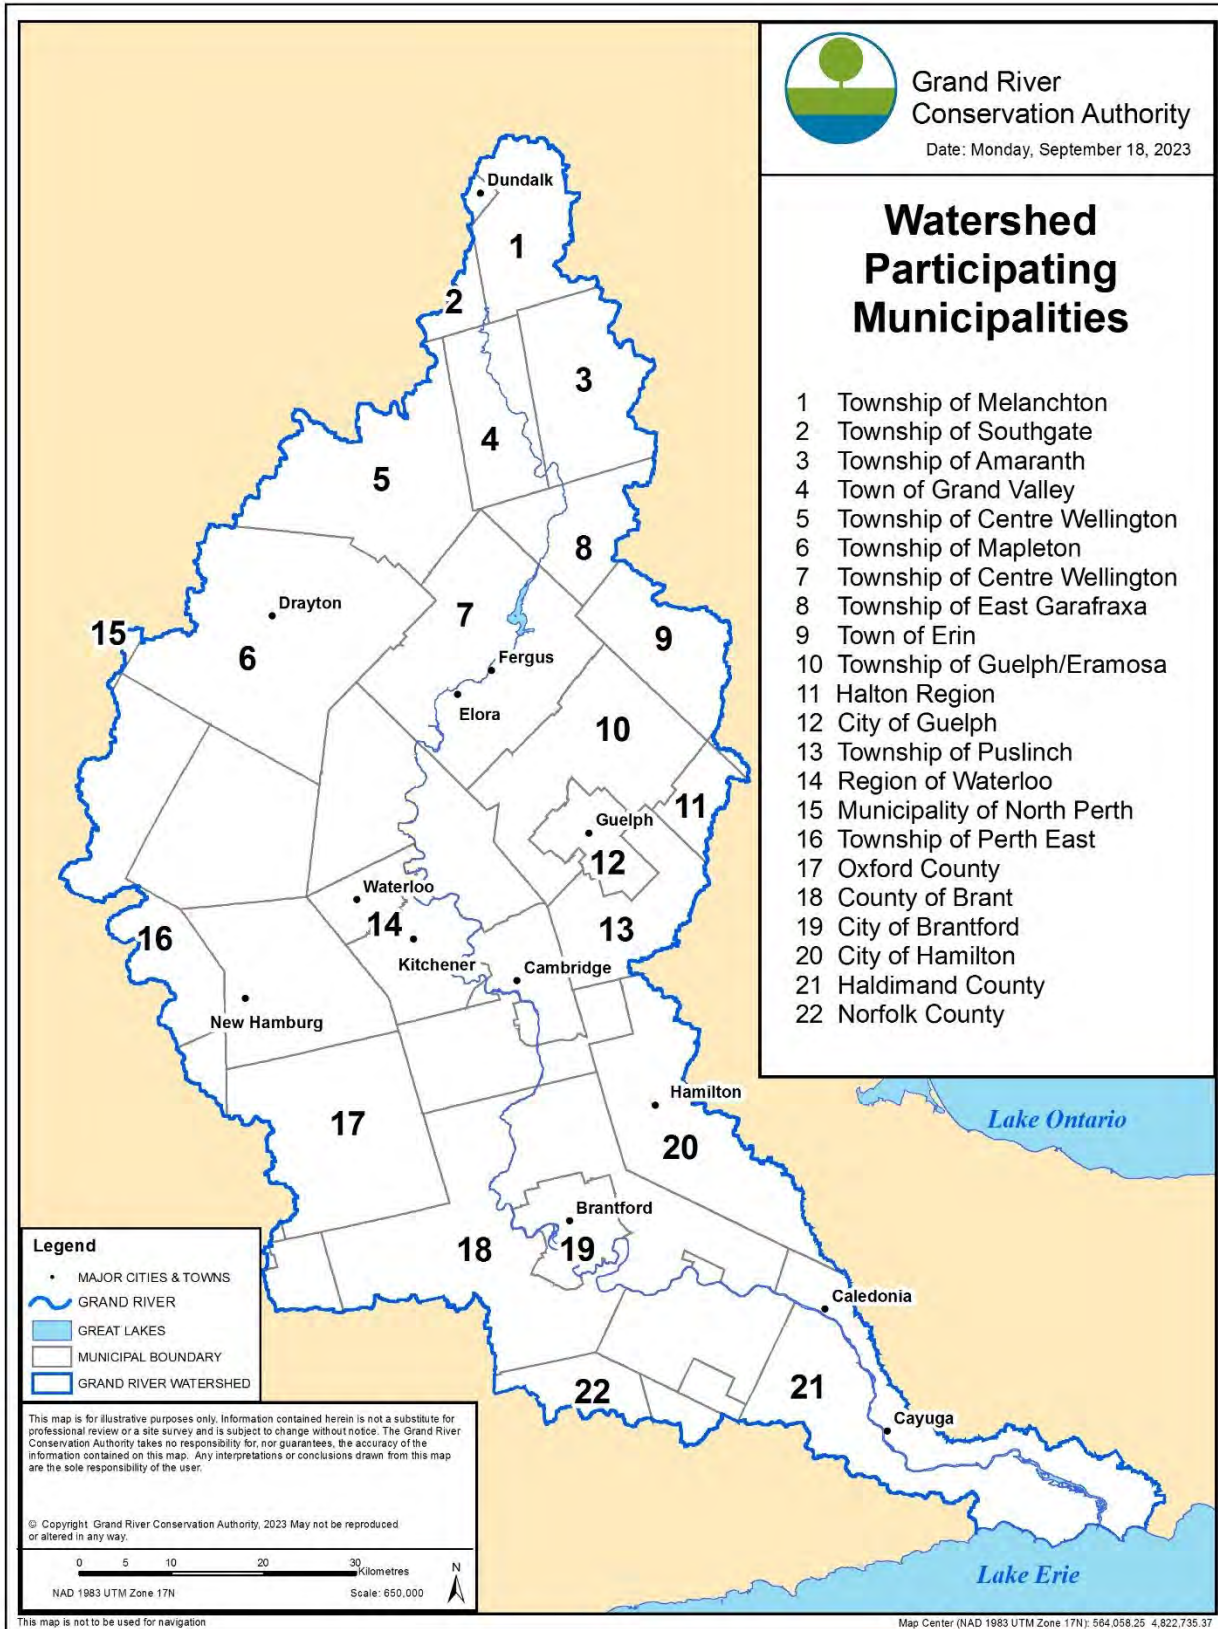 Grand River
Conservation Authority
Date: Monday, September 18, 2023
Watershed
Participating
Municipalities
1 Township of Melanchton
2 Township of Southgate
3 Township of Amaranth
4 Town of Grand Valley
5 Township of Centre Wellington
6 Township of Mapleton
7 Township of Centre Wellington
8 Township of East Garafraxa
9 Town of Erin
10 Township of Guelph/Eramosa
11 Halton Region
12 City of Guelph
13 Township of Puslinch
14 Region of Waterloo
15 Municipality of North Perth
16 Township of Perth East
17 Oxford County
18 County of Brant
19 City of Brantford
20 City of Hamilton
21 Haldimand County
22 Norfolk County
Dundalk
1
2
3
4
5
8
Drayton
7
15
9
6
Fergus
Elora
10
11
Guelph
12
Waterloo
14
13
16
Kitchener
Cambridge
New Hamburg
Hamilton
Lake Ontario
17
20
Brantford
18
19
Caledonia
21
22
Cayuga
Lake Erie
Legend
MAJOR CITIES & TOWNS
GRAND RIVER
GREAT LAKES
MUNICIPAL BOUNDARY
GRAND RIVER WATERSHED
This map is for illustrative purposes only. Information contained herein is not a substitute for
professional review or a site survey and is subject to change without notice. The Grand River
Conservation Authority takes no responsibility for, nor guarantees, the accuracy of the
information contained on this map. Any interpretations or conclusions drawn from this map
are the sole responsibility of the user.
© Copyright Grand River Conservation Authority, 2023 May not be reproduced
or altered in any way.
0 5 10 20 30 Kilometres
N
NAD 1983 UTM Zone 17N Scale: 650,000
This map is not to be used for navigation
Map Center (NAD 1983 UTM Zone 17N): 564,058.25 4,822,735.37